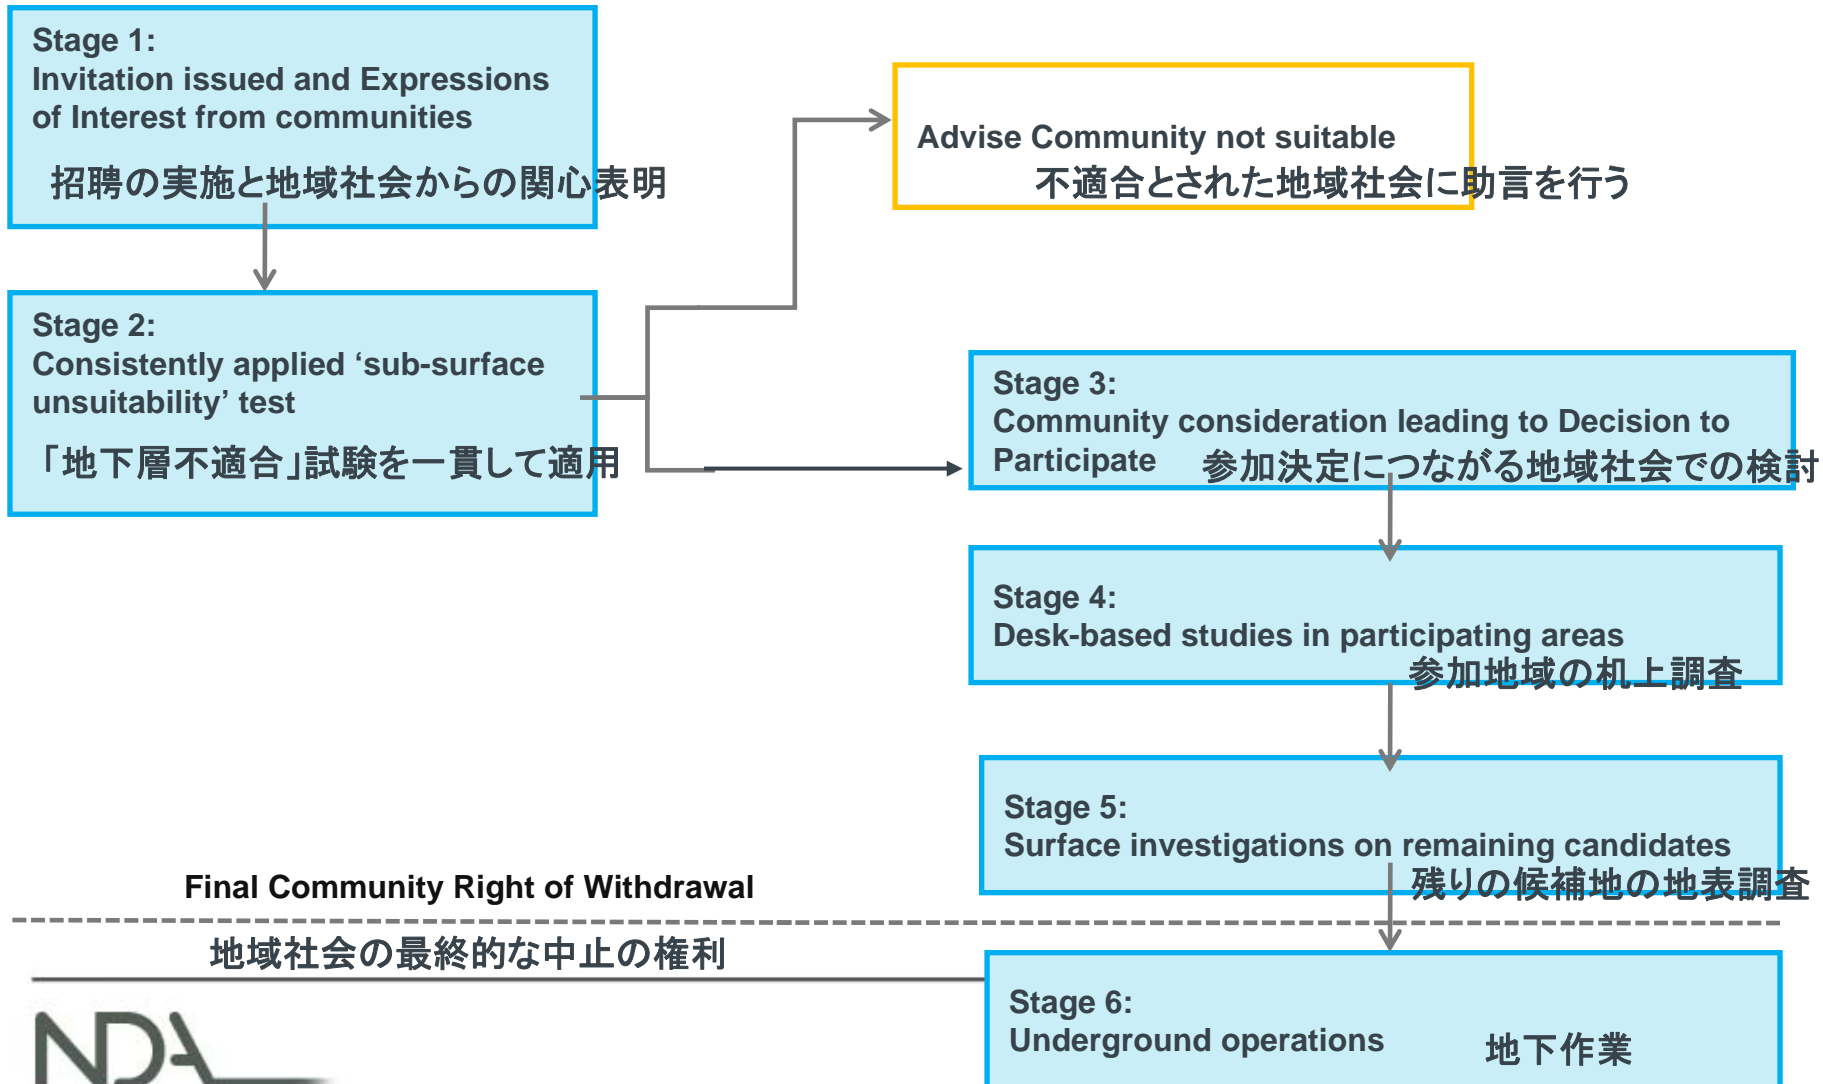 Stage 1:
Invitation issued and Expressions
of Interest from communities
招聘の実施と地域社会からの関心表明
Advise Community not suitable
不適合とされた地域社会に助言を行う
Stage 2:
Consistently applied ‘sub-surface
unsuitability’ test
「地下層不適合」試験を一貫して適用
Stage 3:
Community consideration leading to Decision to
Participate 参加決定につながる地域社会での検討
Stage 4:
Desk-based studies in participating areas
参加地域の机上調査
Stage 5:
Surface investigations on remaining candidates
残りの候補地の地表調査
Final Community Right of Withdrawal
地域社会の最終的な中止の権利
Stage 6:
Underground operations 地下作業
NDA